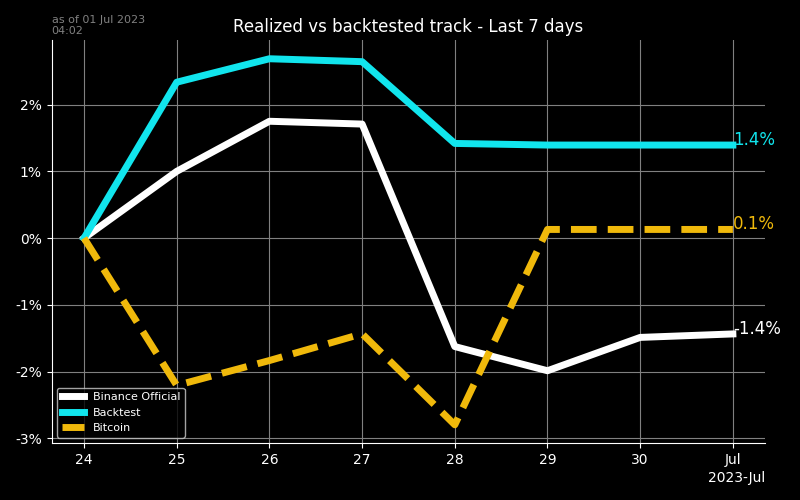 as of 01 Jul 2023
04:02
Realized vs backtested track - Last 7 days
2%
1%
0%
-1%
-2%
-3%
1.4%
0.1%
-1.4%
Binance Official
Backtest
Bitcoin
24 25 26 27 28 29 30 Jul
2023-Jul